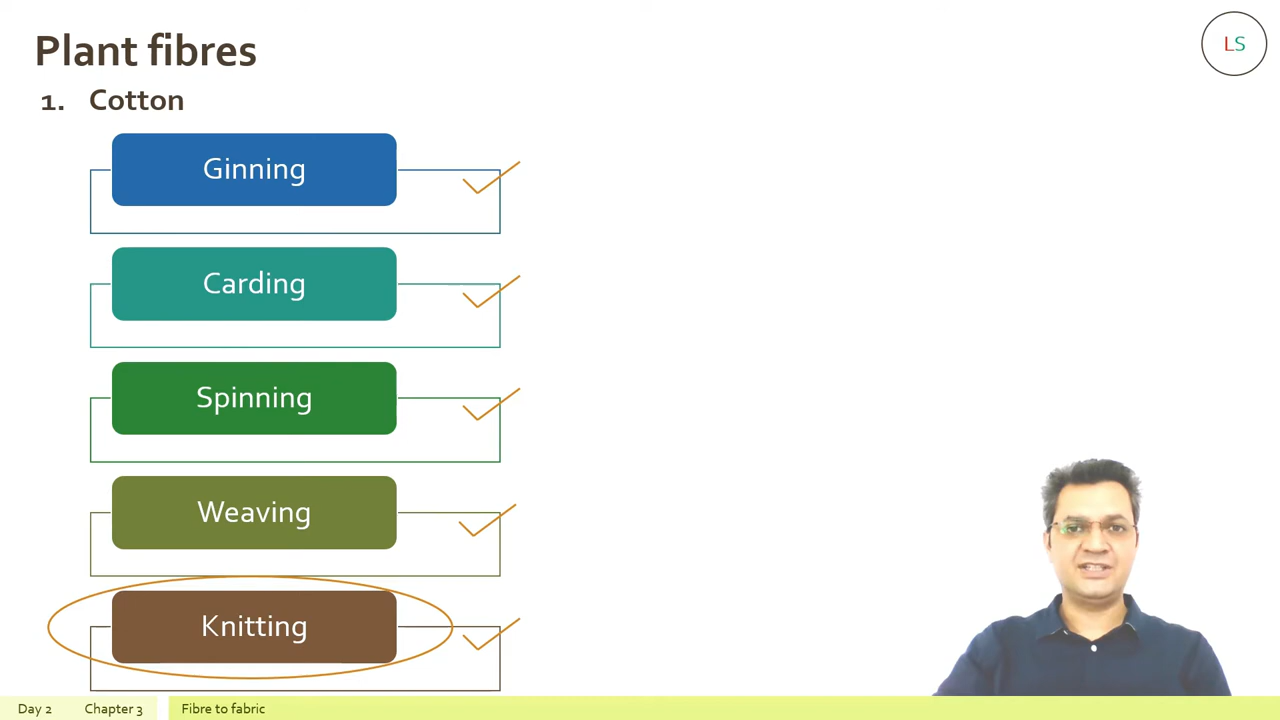 Plant fibres
LS
1. Cotton
Ginning
Carding
Spinning
Weaving
Knitting
Day 2 Chapter 3 Fibre to fabric